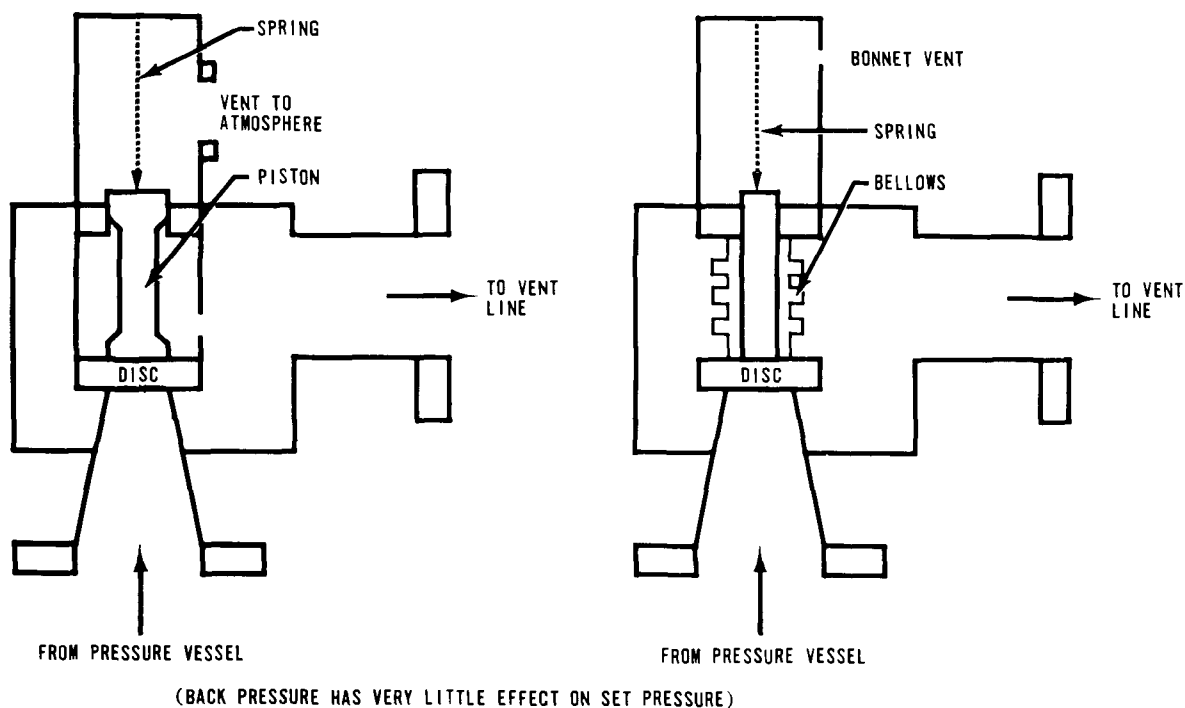 SPRING
VENT TO
ATMOSPHERE
PISTON
TO VENT
LINE
DISC
FROM PRESSURE VESSEL
BONNET VENT
SPRING
BELLOWS
TO VENT
LINE
DISC
FROM PRESSURE VESSEL
(BACK PRESSURE HAS VERY LITTLE EFFECT ON SET PRESSURE)